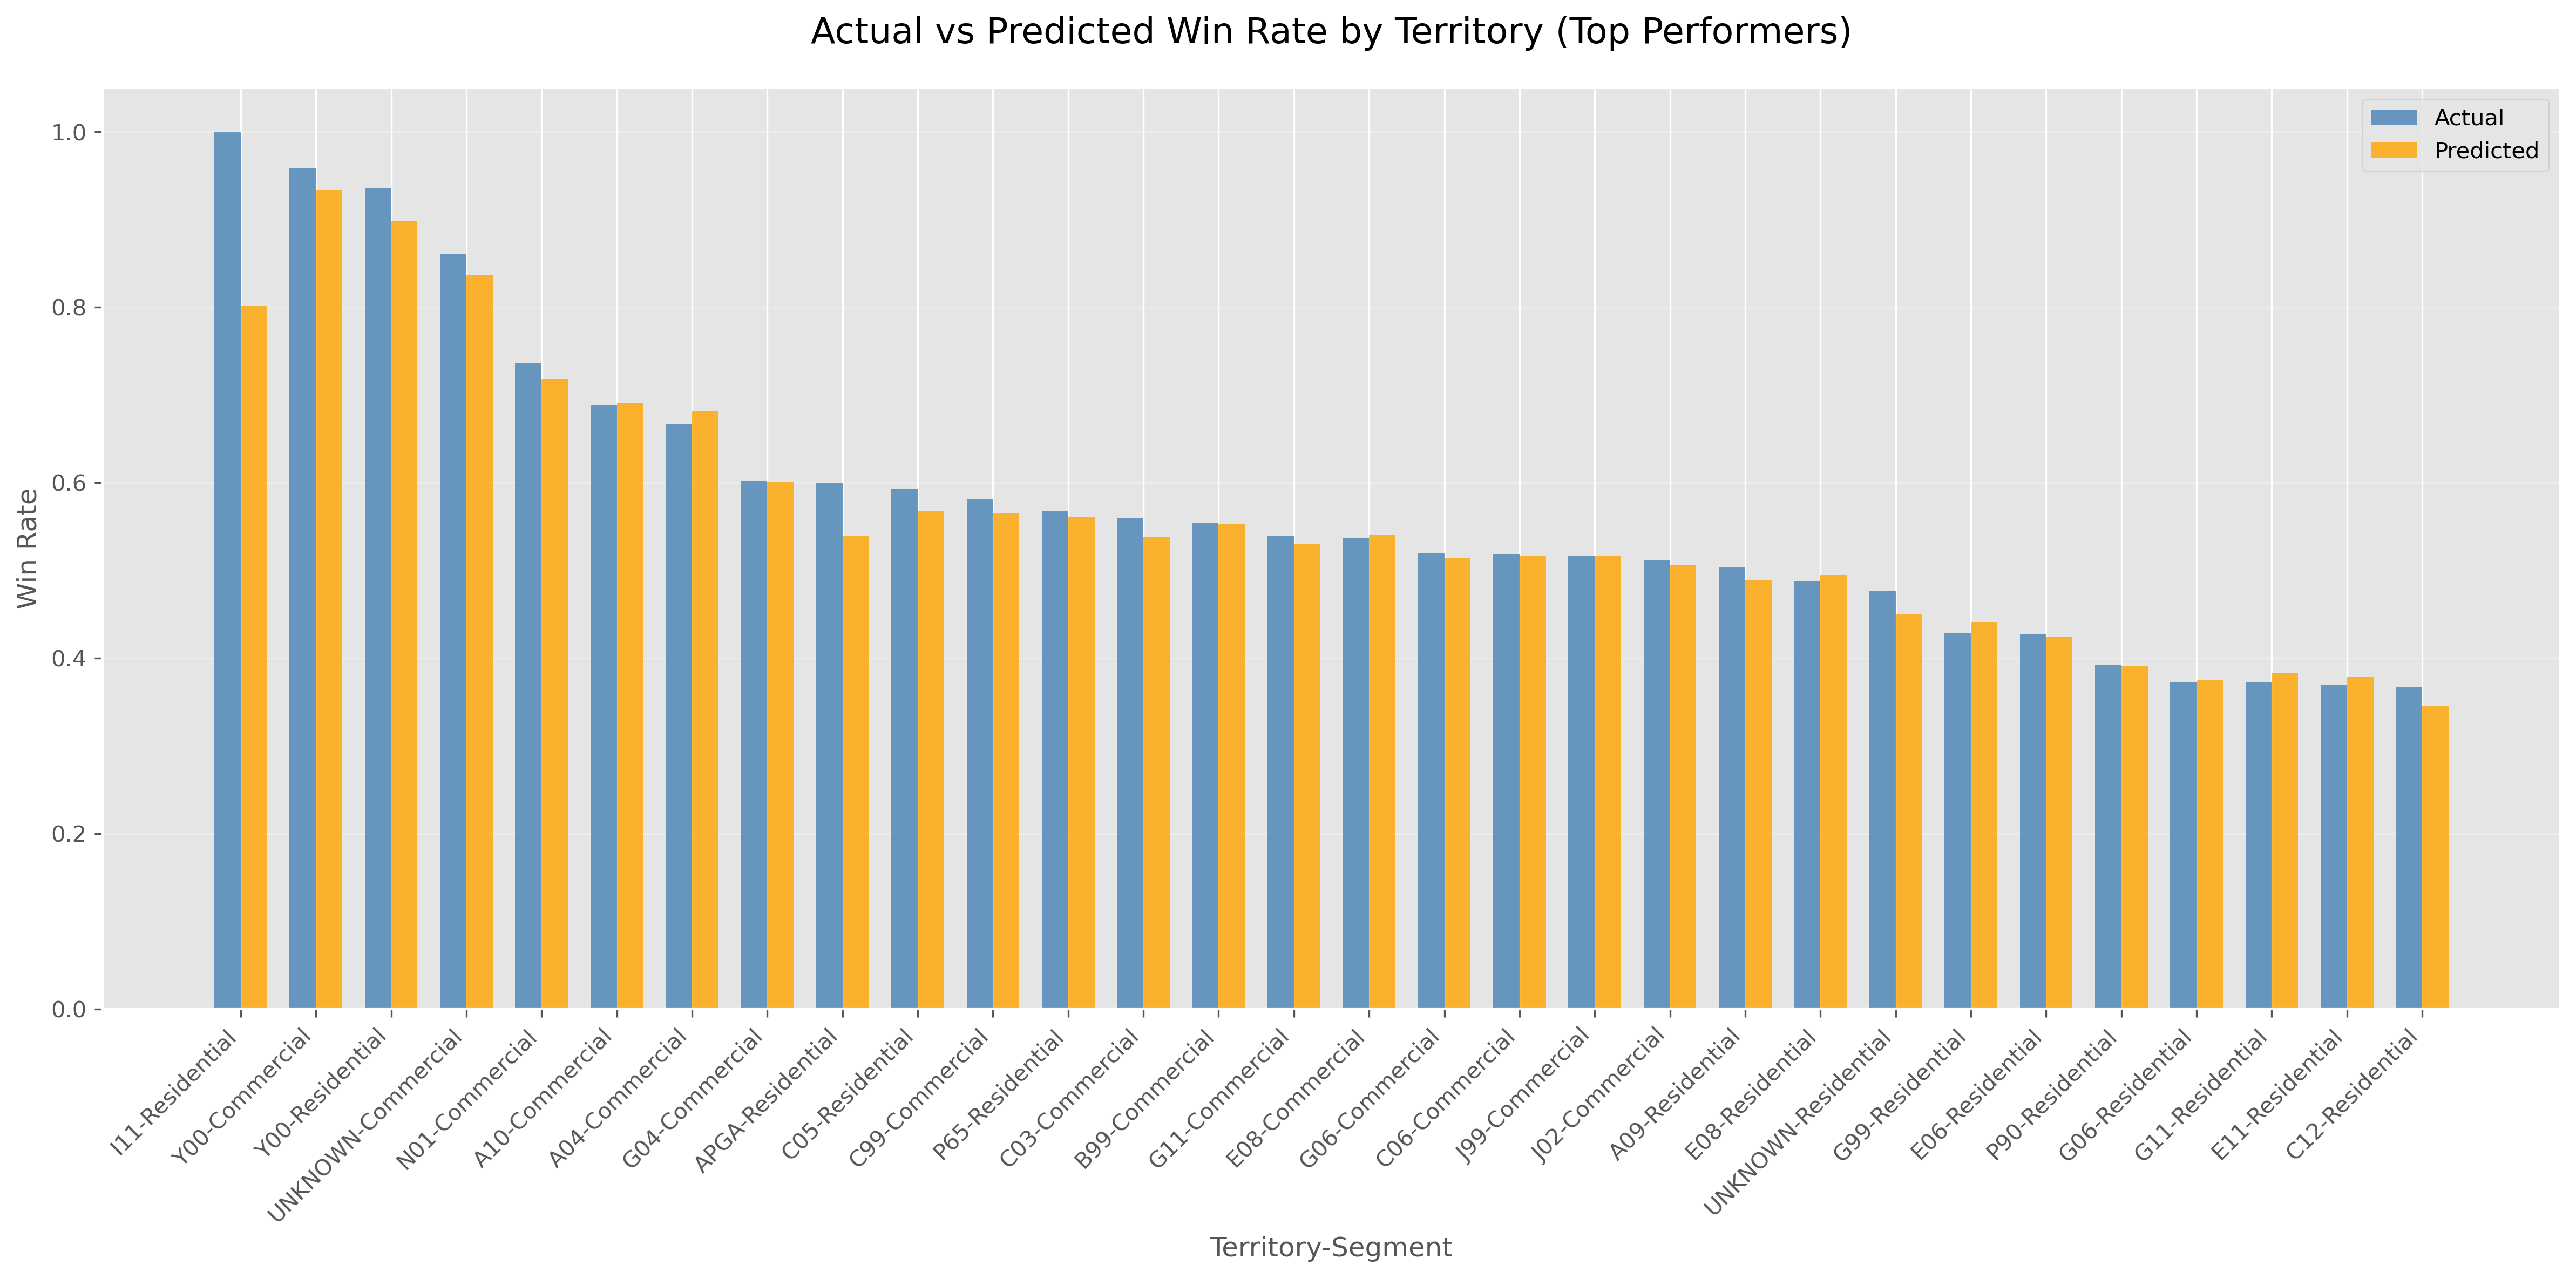 Actual vs Predicted Win Rate by Territory (Top Performers)
Actual
Predicted
Win Rate
1.0
0.8
0.6
0.4
0.2
0.0
I11-Residential
Y00-Commercial
Y00-Residential
UNKNOWN-Commercial
N01-Commercial
A10-Commercial
A04-Commercial
G04-Commercial
APGA-Residential
C05-Residential
C99-Commercial
P65-Residential
C03-Commercial
B99-Commercial
G11-Commercial
E08-Commercial
G06-Commercial
C06-Commercial
J99-Commercial
J02-Commercial
A09-Residential
E08-Residential
UNKNOWN-Residential
G99-Residential
E06-Residential
P90-Residential
G06-Residential
G11-Residential
E11-Residential
C12-Residential
Territory-Segment